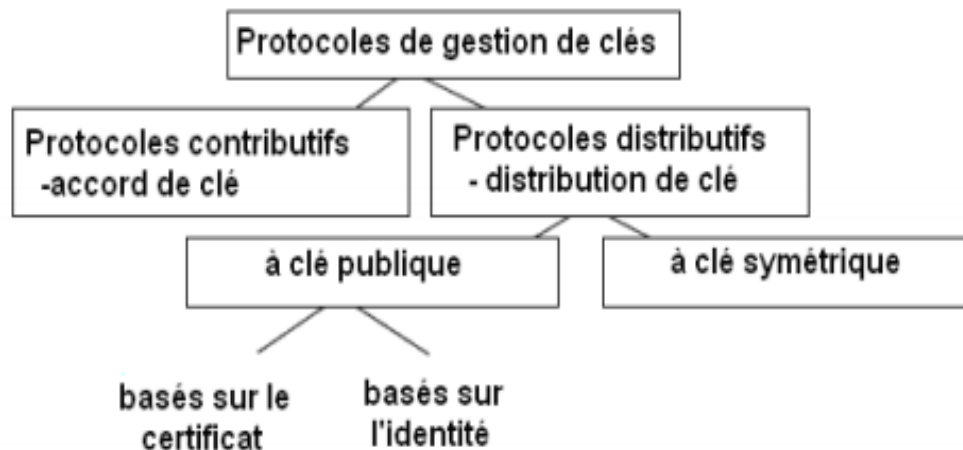 Protocoles de gestion de clés
Protocoles contributifs
-accord de clé
Protocoles distributifs
- distribution de clé
à clé publique
à clé symétrique
basés sur le
certificat
basés sur
l'identité